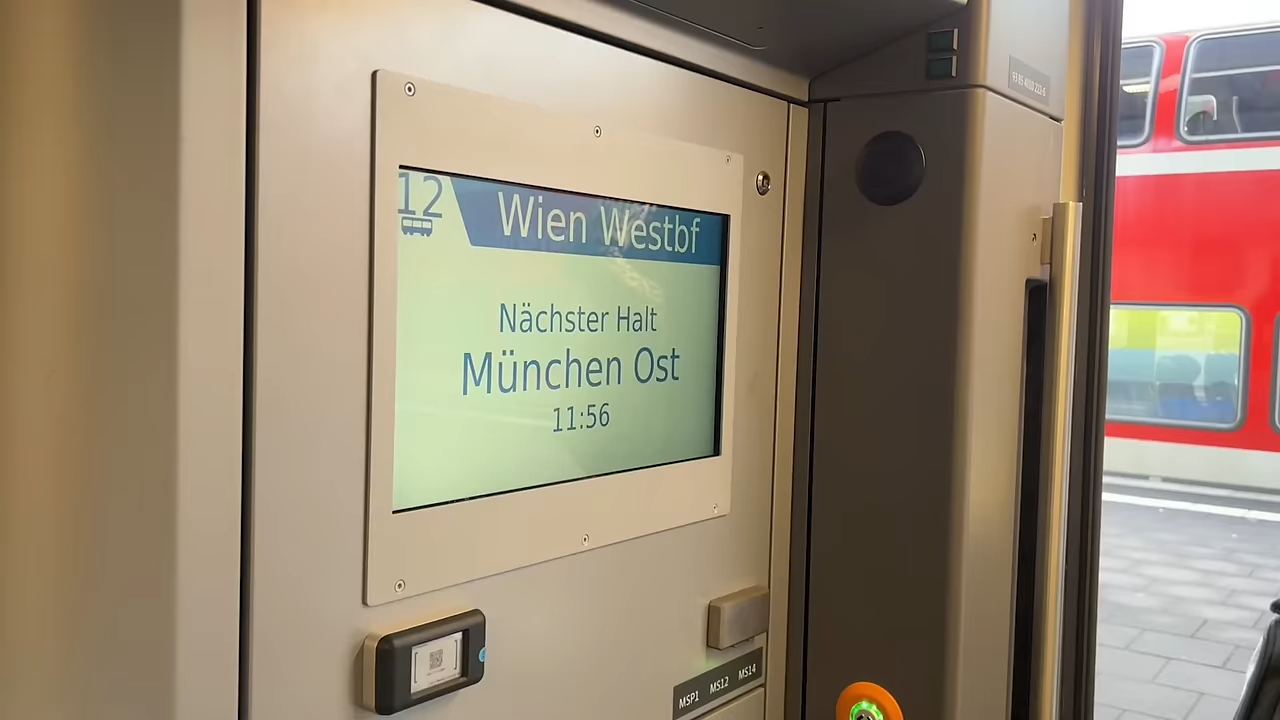 12
Wien Westbf
Nächster Halt
München Ost
11:56
MSP1 MS12 MS14